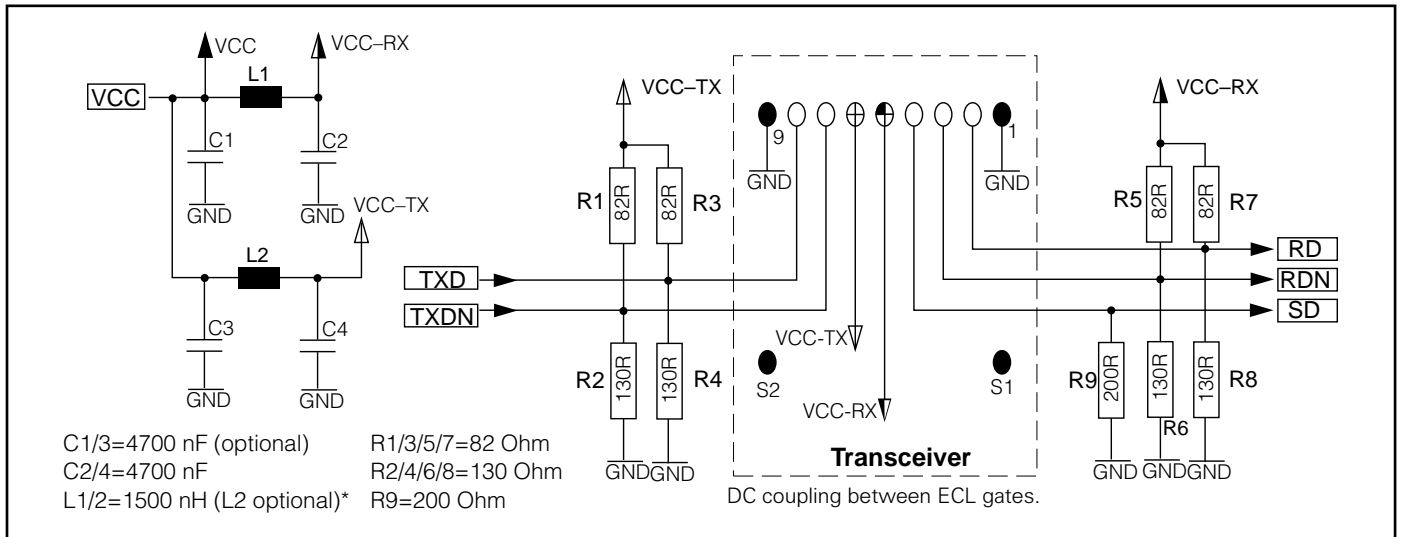 VCC
VCC
L1
VCC–RX
C1
C2
GND
GND
VCC–TX
L2
C3
C4
GND
GND
C1/3=4700 nF (optional)
C2/4=4700 nF
L1/2=1500 nH (L2 optional)*
R1/3/5/7=82 Ohm
R2/4/6/8=130 Ohm
R9=200 Ohm
VCC–TX
R1
82R
82R
R3
TXD
TXDN
R2
130R
130R
R4
GND
GND
9
1
GND
GND
VCC-TX
VCC-RX
S2
S1
Transceiver
DC coupling between ECL gates.
VCC–RX
R5
82R
82R
R7
RD
RDN
SD
R9
200R
130R
130R
R8
R6
GND
GND
GND